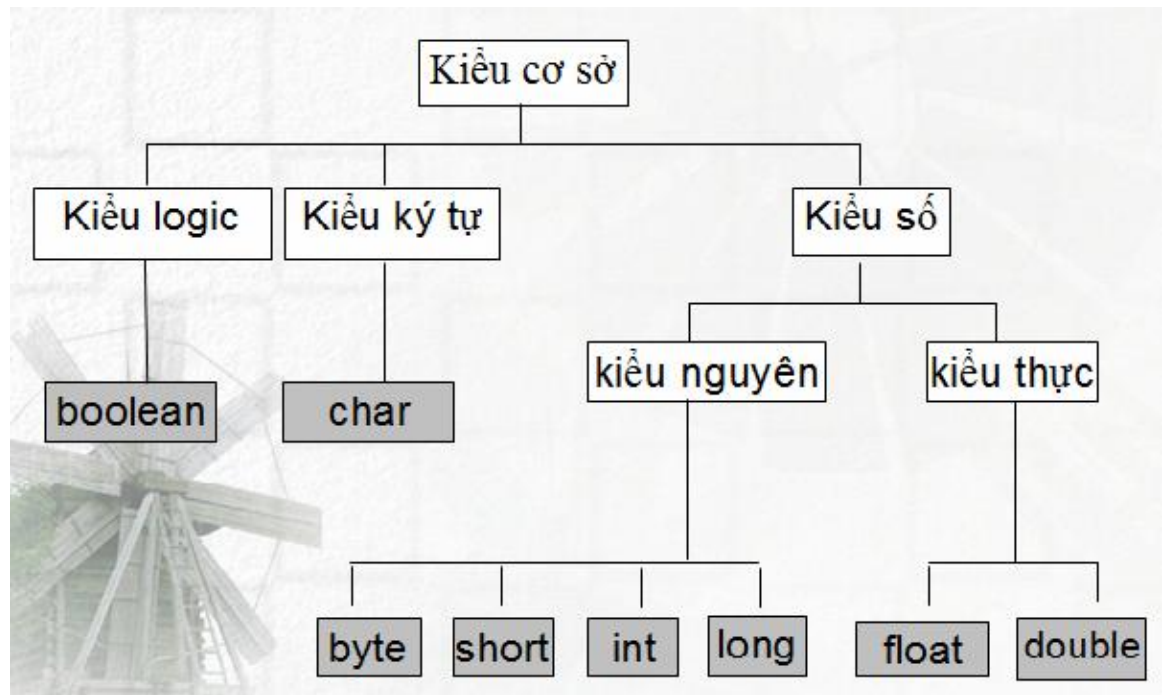 Kiểu cơ sở
Kiểu logic
Kiểu ký tự
Kiểu số
kiểu nguyên
kiểu thực
boolean
char
byte
short
int
long
float
double